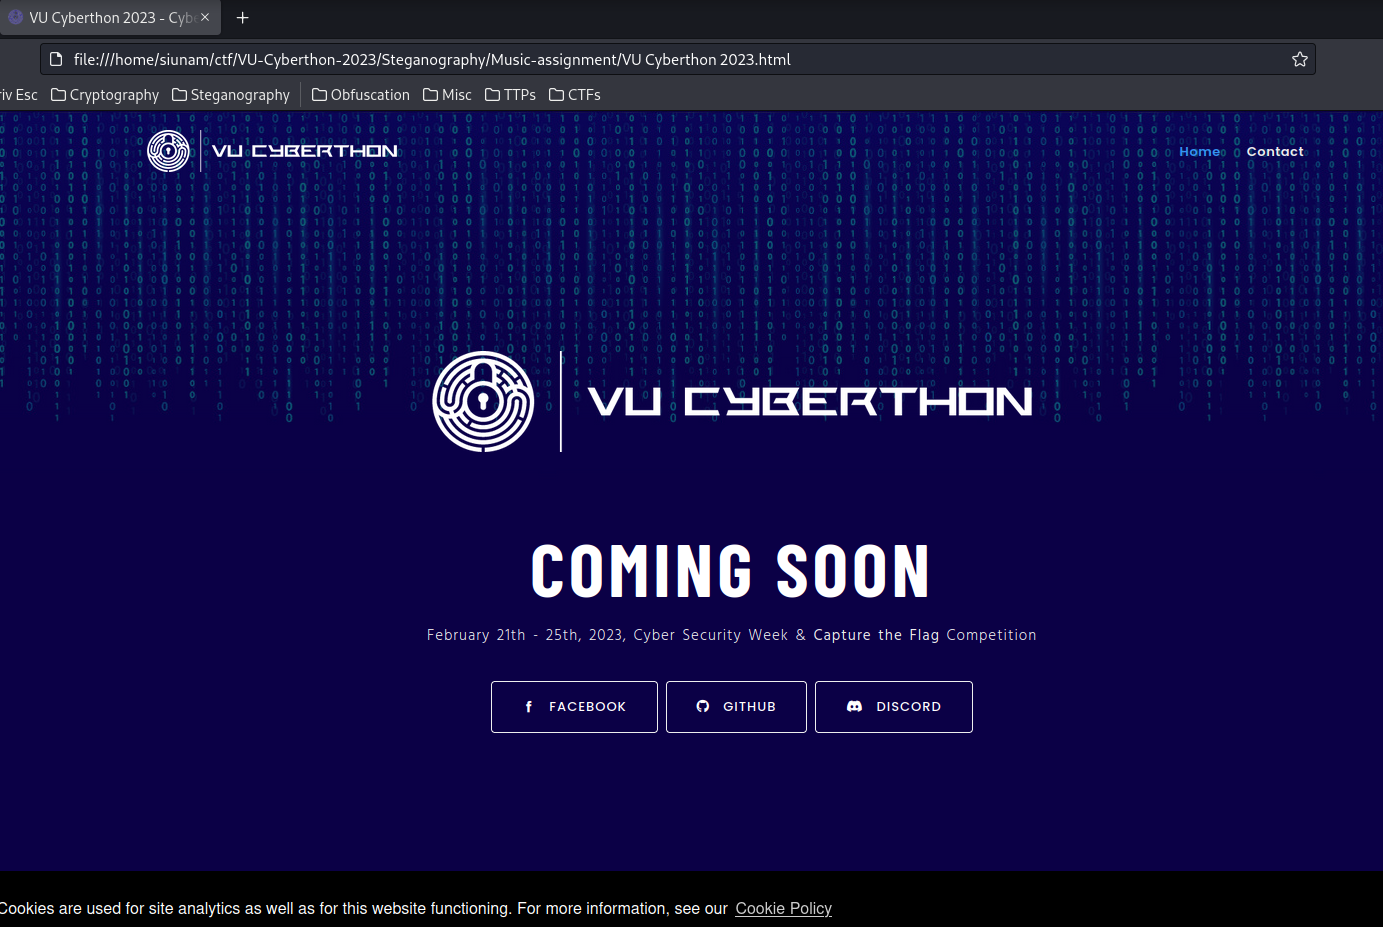 VU Cyberthon 2023 - Cybe
file:///home/siunam/ctf/VU-Cyberthon-2023/Steganography/Music-assignment/VU Cyberthon 2023.html
iv Esc Cryptography Steganography Obfuscation Misc TTPs CTFs
VU CYBERTHON Home Contact
VU CYBERTHON
COMING SOON
February 21th - 25th, 2023, Cyber Security Week & Capture the Flag Competition
FACEBOOK GITHUB DISCORD
Cookies are used for site analytics as well as for this website functioning. For more information, see our Cookie Policy